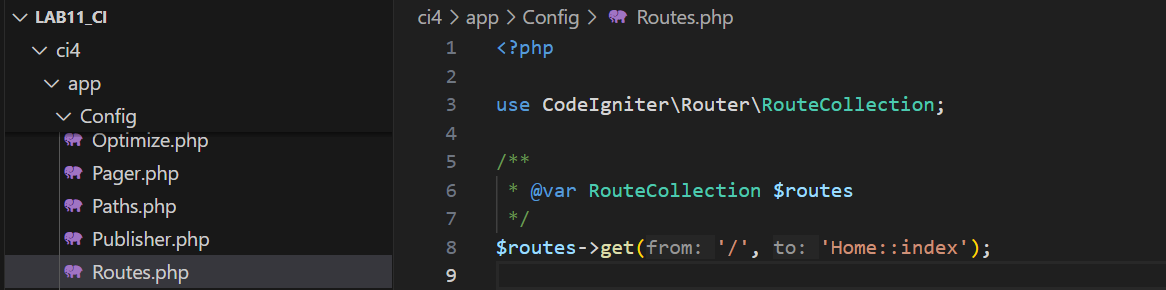 LAB11_CI
ci4
app
Config
Optimize.php
Pager.php
Paths.php
Publisher.php
Routes.php
ci4 > app > Config > Routes.php
1 <?php
2
3 use CodeIgniter\Router\RouteCollection;
4
5 /**
6 * @var RouteCollection $routes
7 */
8 $routes->get(from: '/', to: 'Home::index');
9